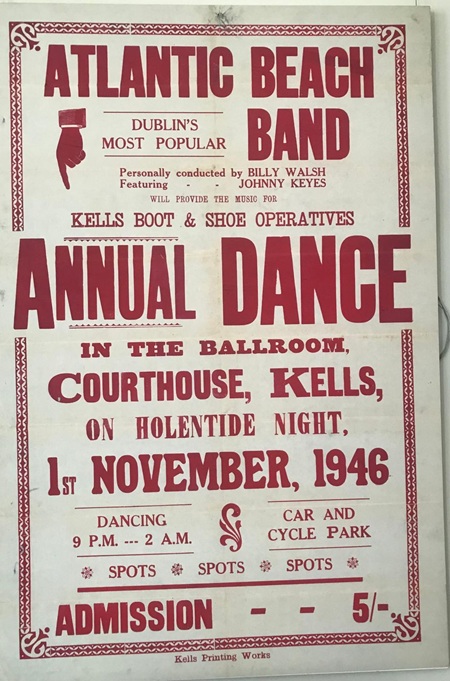 ATLANTIC BEACH
DUBLIN'S
MOST POPULAR
BAND
Personally conducted by BILLY WALSH
Featuring - - JOHNNY KEYES
WILL PROVIDE THE MUSIC FOR
KELLS BOOT & SHOE OPERATIVES
ANNUAL DANCE
IN THE BALLROOM,
COURTHOUSE, KELLS,
ON HOLENTIDE NIGHT,
1ST NOVEMBER, 1946
DANCING
9 P.M. --- 2 A.M.
CAR AND
CYCLE PARK
SPOTS SPOTS SPOTS
ADMISSION - - 5/-
Kells Printing Works